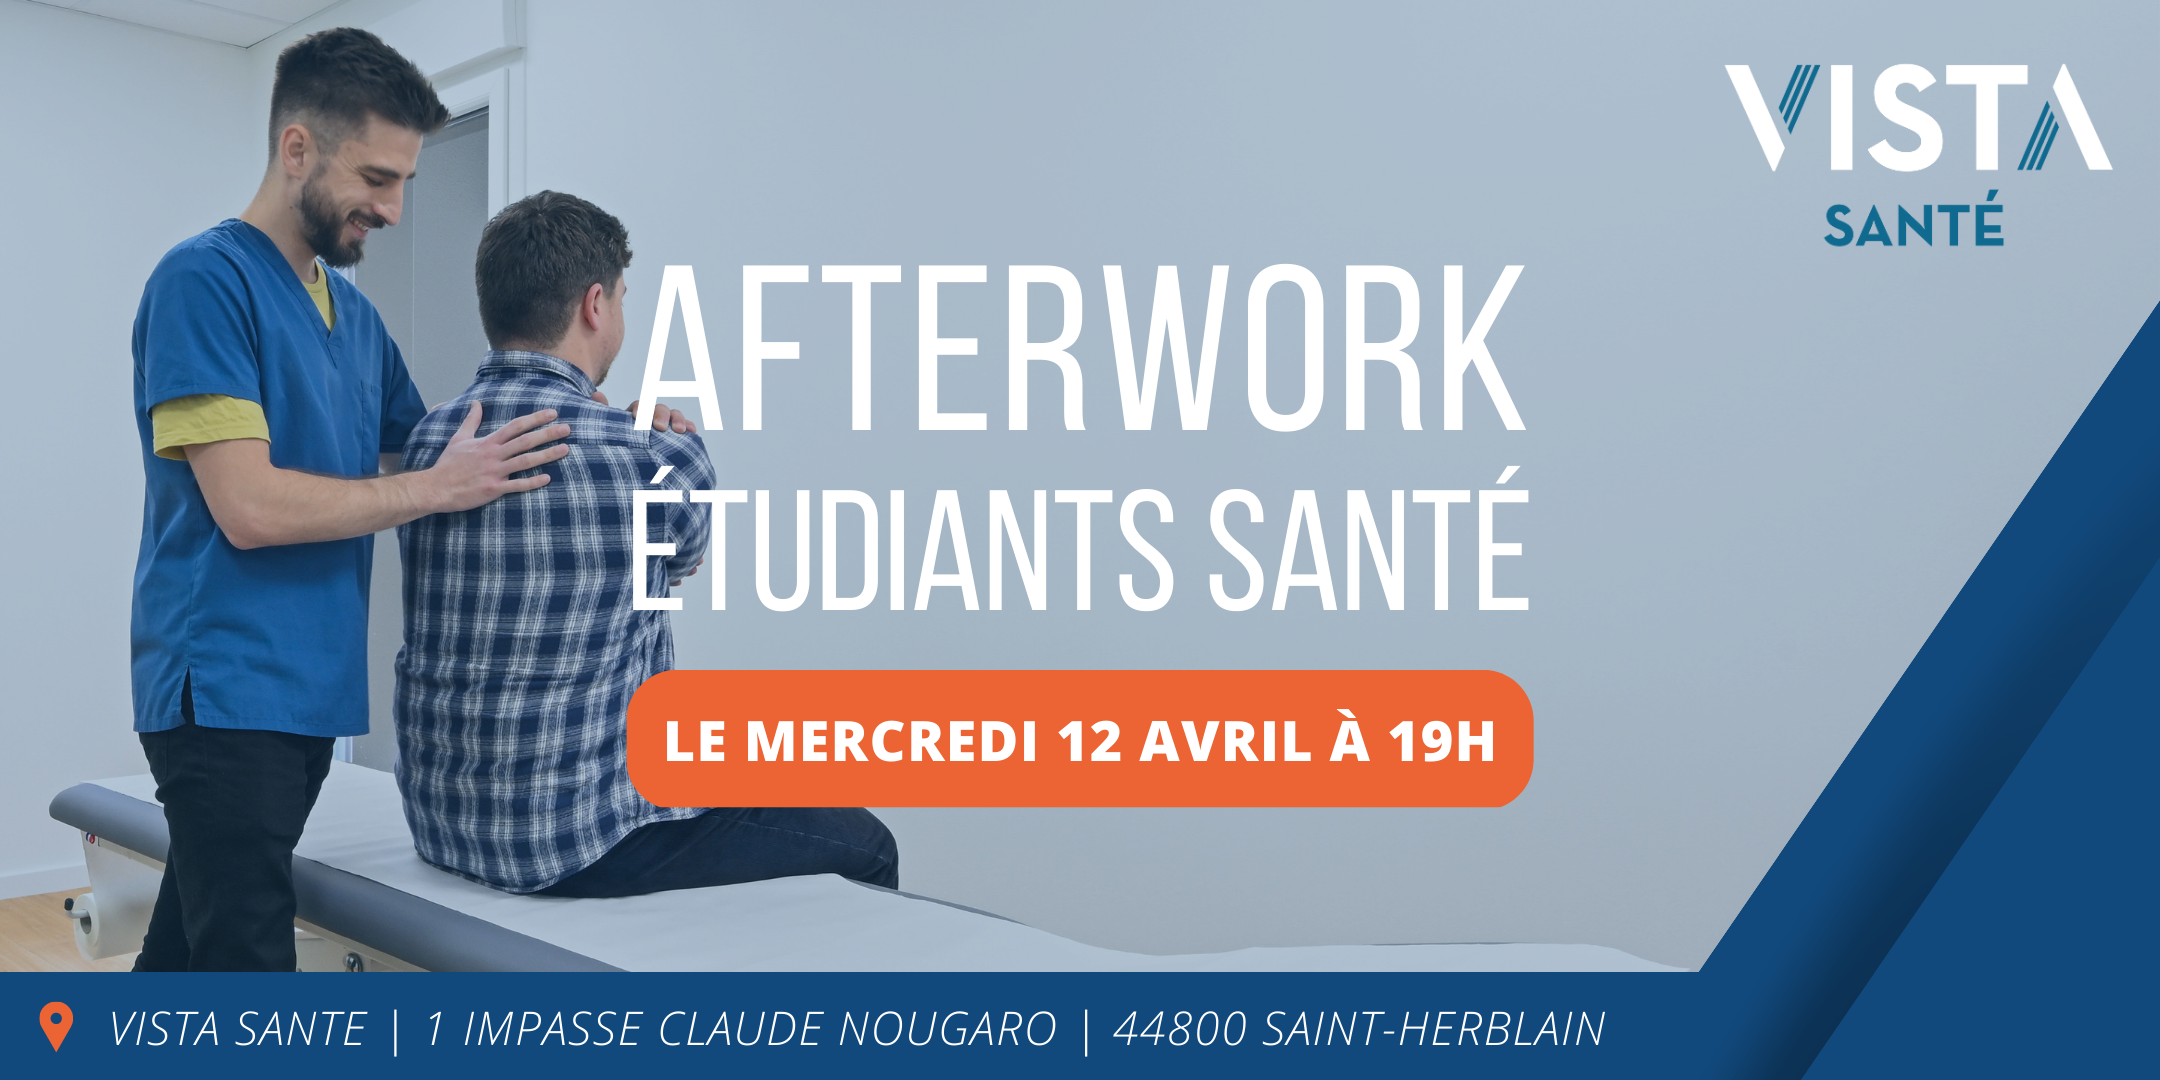 VISTA
SANTÉ
AFTERWORK
ÉTUDIANTS SANTÉ
LE MERCREDI 12 AVRIL À 19H
VISTA SANTE | 1 IMPASSE CLAUDE NOUGARO | 44800 SAINT-HERBLAIN